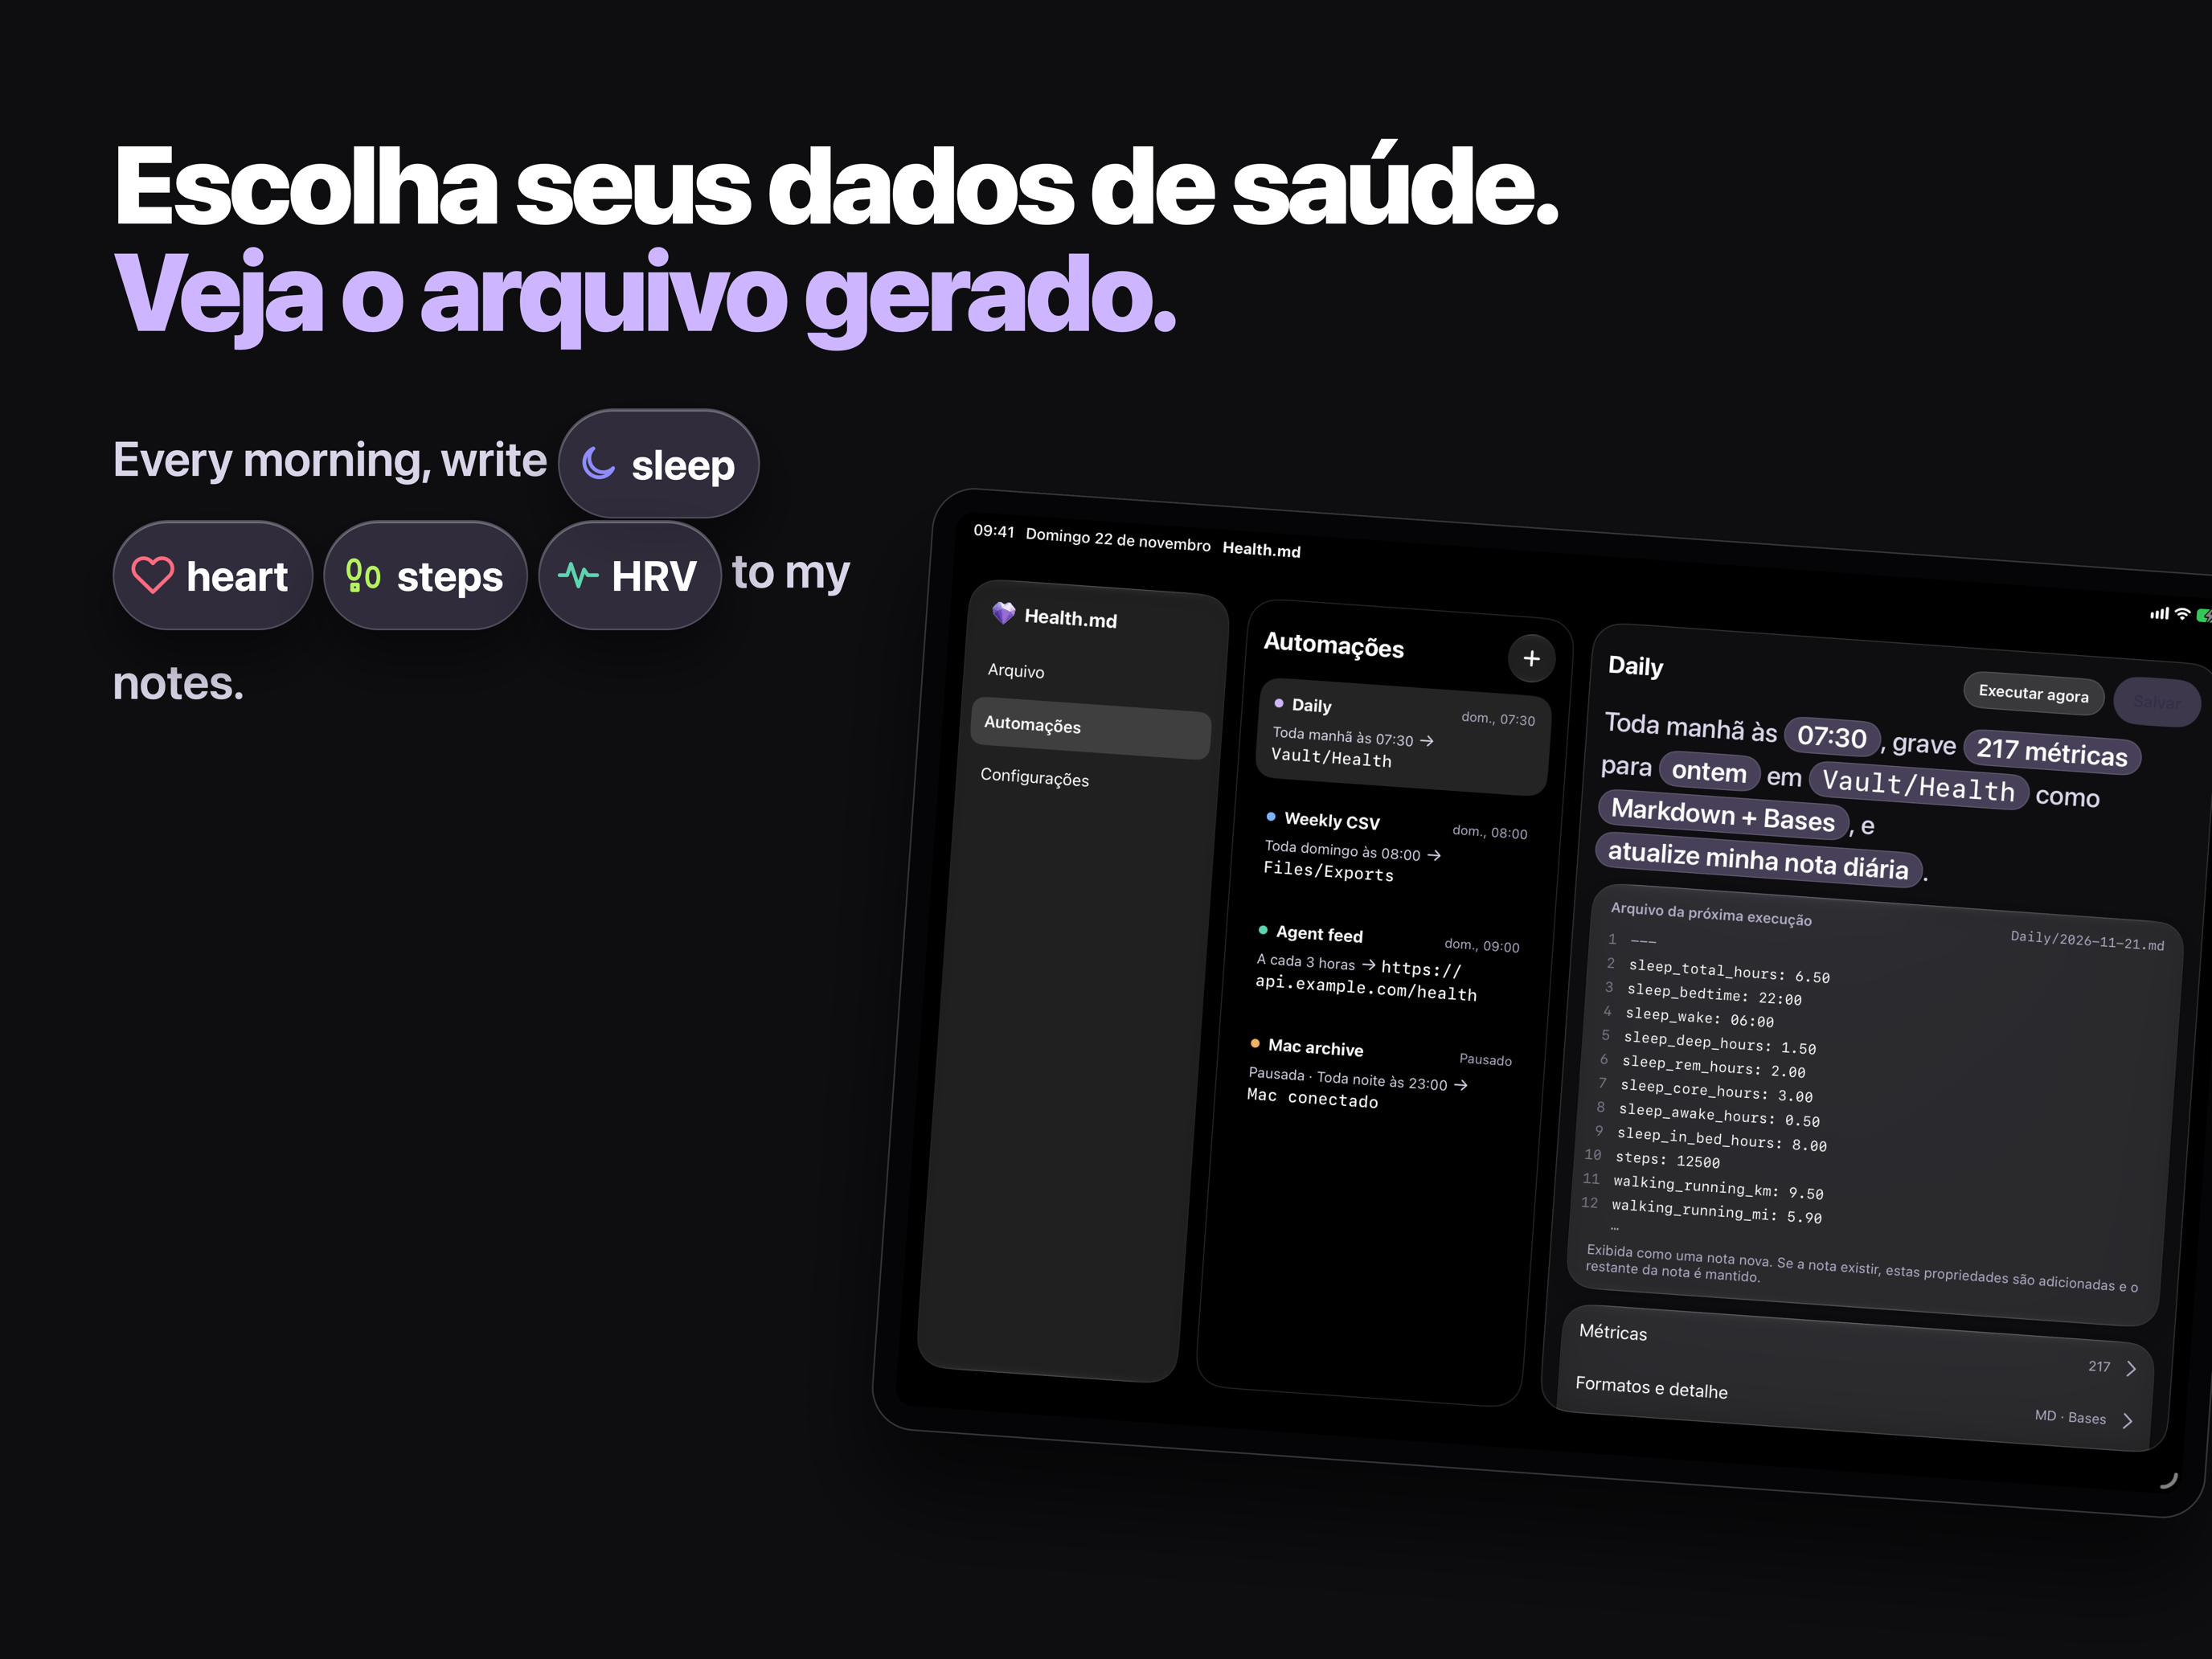 Escolha seus dados de saúde.
Veja o arquivo gerado.
Every morning, write sleep
heart steps HRV to my
notes.
09:41 Domingo 22 de novembro Health.md
Health.md
Arquivo
Automações
Configurações
Automações
Daily dom., 07:30
Toda manhã às 07:30 →
Vault/Health
Weekly CSV dom., 08:00
Toda domingo às 08:00 →
Files/Exports
Agent feed dom., 09:00
A cada 3 horas → https://
api.example.com/health
Mac archive Pausado
Pausada · Toda noite às 23:00 →
Mac conectado
Daily
Executar agora Salvar
Toda manhã às 07:30, grave 217 métricas
para ontem em Vault/Health como
Markdown + Bases, e
atualize minha nota diária.
Arquivo da próxima execução Daily/2026-11-21.md
1 ---
2 sleep_total_hours: 6.50
3 sleep_bedtime: 22:00
4 sleep_wake: 06:00
5 sleep_deep_hours: 1.50
6 sleep_rem_hours: 2.00
7 sleep_core_hours: 3.00
8 sleep_awake_hours: 0.50
9 sleep_in_bed_hours: 8.00
10 steps: 12500
11 walking_running_km: 9.50
12 walking_running_mi: 5.90
…
Exibida como uma nota nova. Se a nota existir, estas propriedades são adicionadas e o
restante da nota é mantido.
Métricas 217
Formatos e detalhe MD · Bases